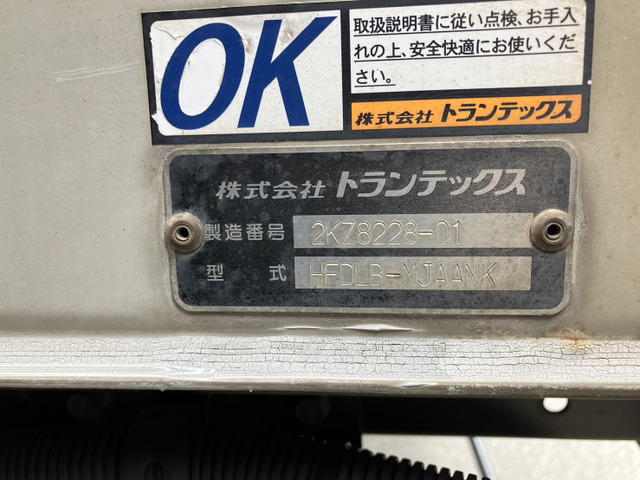 OK
取扱説明書に従い点検、お手入
れの上、安全快適にお使いくだ
さい。
株式会社 トランテックス
株式会社 トランテックス
製造番号 2KZ8228-01
型式 HFDLB-MJAANK